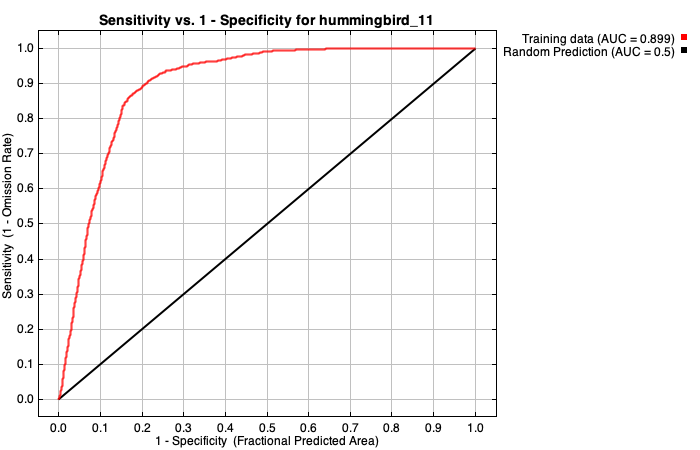 Sensitivity vs. 1 - Specificity for hummingbird_11
Training data (AUC = 0.899)
Random Prediction (AUC = 0.5)
Sensitivity (1 - Omission Rate)
1.0
0.9
0.8
0.7
0.6
0.5
0.4
0.3
0.2
0.1
0.0
0.0 0.1 0.2 0.3 0.4 0.5 0.6 0.7 0.8 0.9 1.0
1 - Specificity (Fractional Predicted Area)